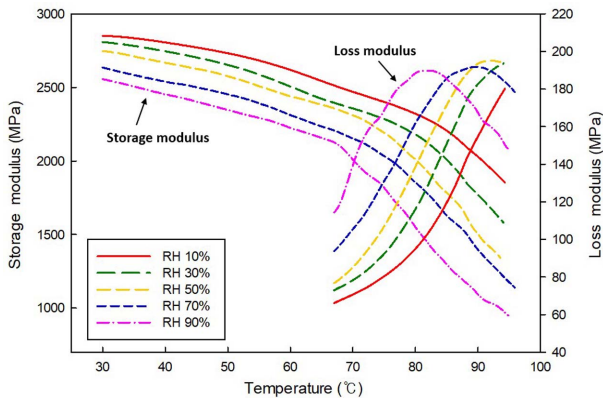 3000
2500
2000
1500
1000
Storage modulus (MPa)
220
200
180
160
140
120
100
80
60
40
Loss modulus (MPa)
Loss modulus
Storage modulus
RH 10%
RH 30%
RH 50%
RH 70%
RH 90%
30 40 50 60 70 80 90 100
Temperature (℃)